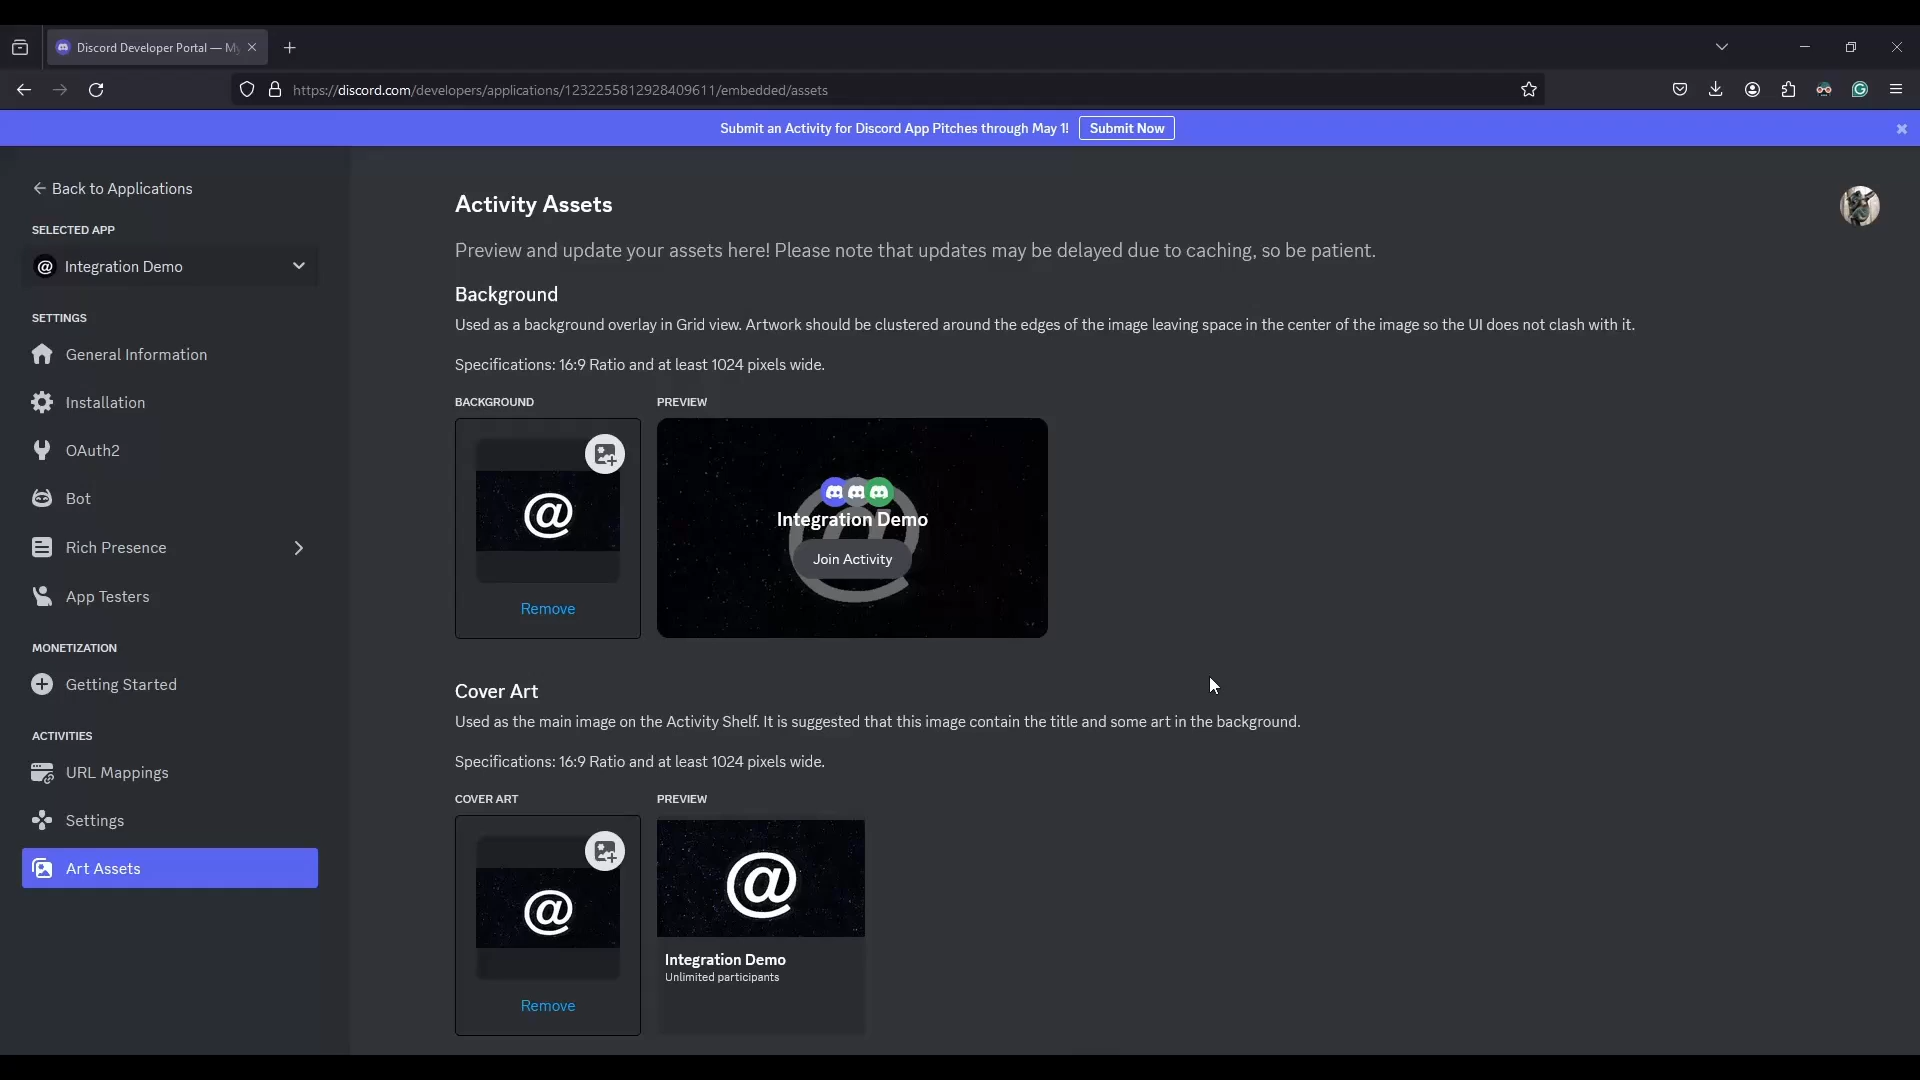 Discord Developer Portal — My
https://discord.com/developers/applications/1232255812928409611/embedded/assets
Submit an Activity for Discord App Pitches through May 1!
Submit Now
Back to Applications
SELECTED APP
@ Integration Demo
SETTINGS
General Information
Installation
OAuth2
Bot
Rich Presence
App Testers
MONETIZATION
Getting Started
ACTIVITIES
URL Mappings
Settings
Art Assets
Activity Assets
Preview and update your assets here! Please note that updates may be delayed due to caching, so be patient.
Background
Used as a background overlay in Grid view. Artwork should be clustered around the edges of the image leaving space in the center of the image so the UI does not clash with it.
Specifications: 16:9 Ratio and at least 1024 pixels wide.
BACKGROUND
PREVIEW
@
Remove
@
Integration Demo
Join Activity
Cover Art
Used as the main image on the Activity Shelf. It is suggested that this image contain the title and some art in the background.
Specifications: 16:9 Ratio and at least 1024 pixels wide.
COVER ART
PREVIEW
@
Remove
@
Integration Demo
Unlimited participants